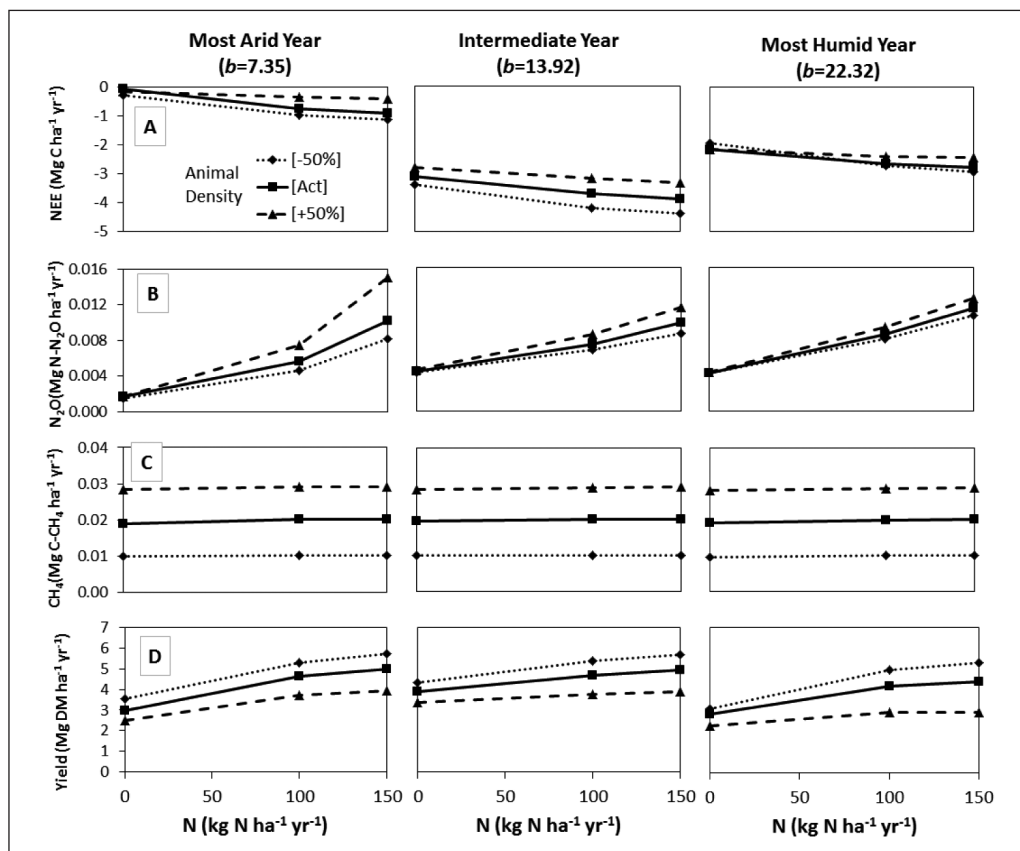 Most Arid Year
(b=7.35)
Intermediate Year
(b=13.92)
Most Humid Year
(b=22.32)
NEE (Mg C ha⁻¹ yr⁻¹)
0
-1
-2
-3
-4
-5
A
Animal
Density
[-50%]
[Act]
[+50%]
N₂O(Mg N-N₂O ha⁻¹ yr⁻¹)
0.016
0.012
0.008
0.004
0.000
B
CH₄(Mg C-CH₄ ha⁻¹ yr⁻¹)
0.04
0.03
0.02
0.01
0.00
C
Yield (Mg DM ha⁻¹ yr⁻¹)
7
6
5
4
3
2
1
0
D
0 50 100 150
0 50 100 150
0 50 100 150
N (kg N ha⁻¹ yr⁻¹)
N (kg N ha⁻¹ yr⁻¹)
N (kg N ha⁻¹ yr⁻¹)